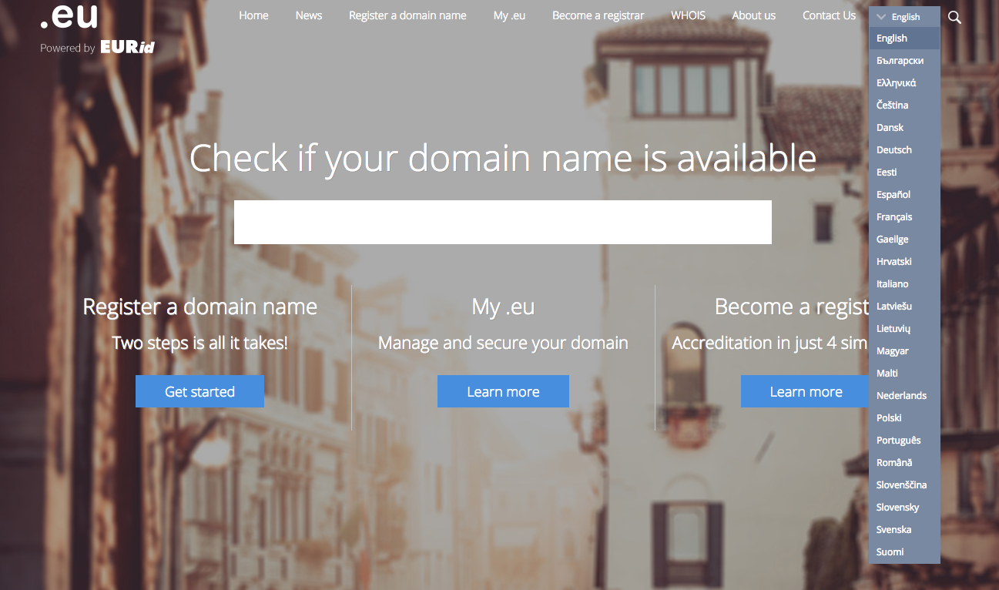 .eu
Powered by EURid
Home
News
Register a domain name
My .eu
Become a registrar
WHOIS
About us
Contact Us
English
English
Български
Ελληνικά
Čeština
Dansk
Deutsch
Eesti
Español
Français
Gaeilge
Hrvatski
Italiano
Latviešu
Lietuvių
Magyar
Malti
Nederlands
Polski
Português
Română
Slovenščina
Slovensky
Svenska
Suomi
Check if your domain name is available
Register a domain name
Two steps is all it takes!
Get started
My .eu
Manage and secure your domain
Learn more
Become a regist
Accreditation in just 4 sim
Learn more